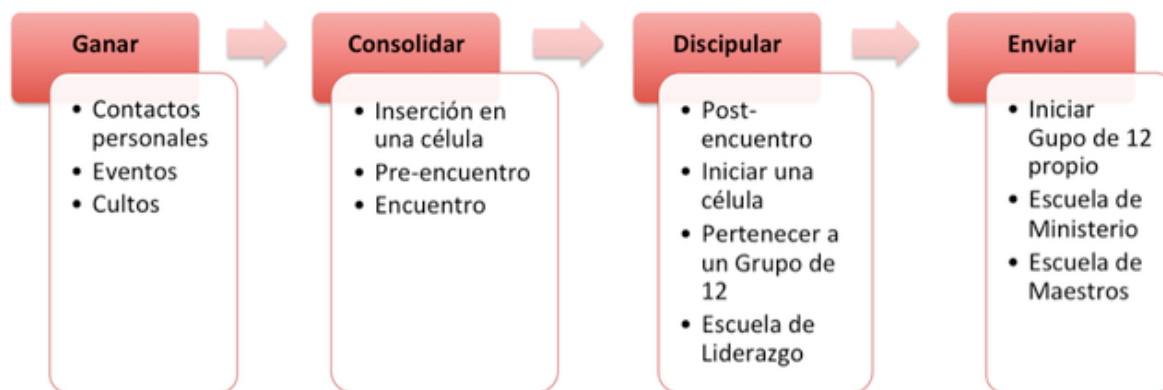 Ganar
• Contactos
personales
• Eventos
• Cultos
Consolidar
• Inserción en
una célula
• Pre-encuentro
• Encuentro
Discipular
• Post-
encuentro
• Iniciar una
célula
• Pertenecer a
un Grupo de
12
• Escuela de
Liderazgo
Enviar
• Iniciar
Gupo de 12
propio
• Escuela de
Ministerio
• Escuela de
Maestros